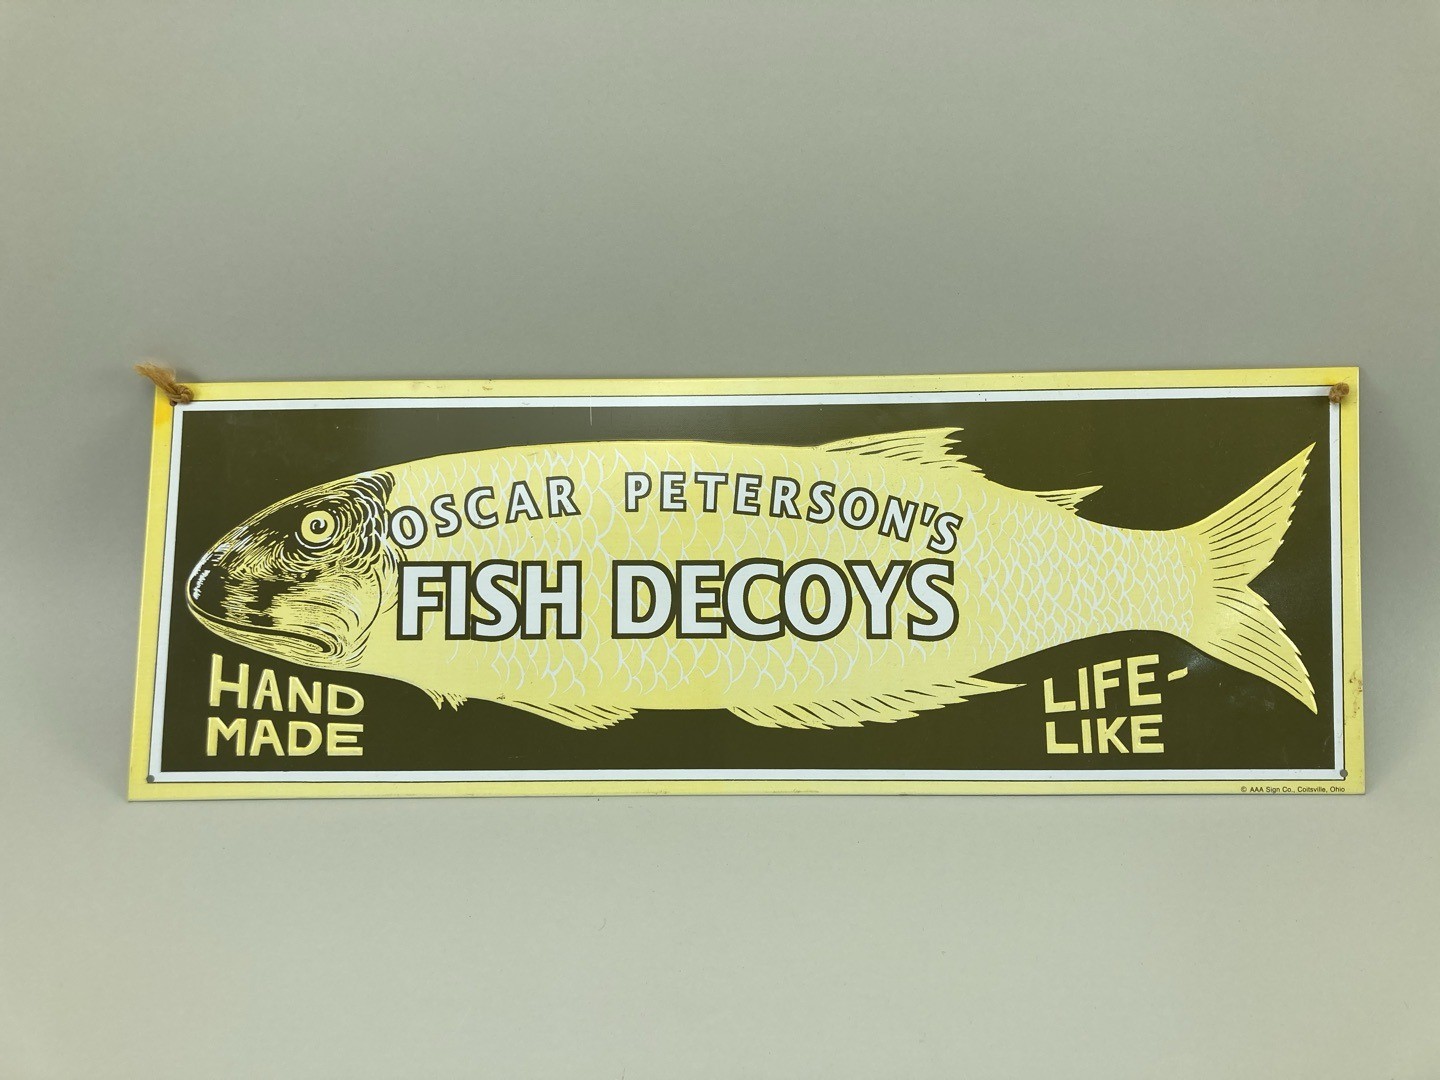 OSCAR PETERSON'S
FISH DECOYS
HAND
MADE
LIFE-
LIKE
© AAA Sign Co., Coitsville, Ohio